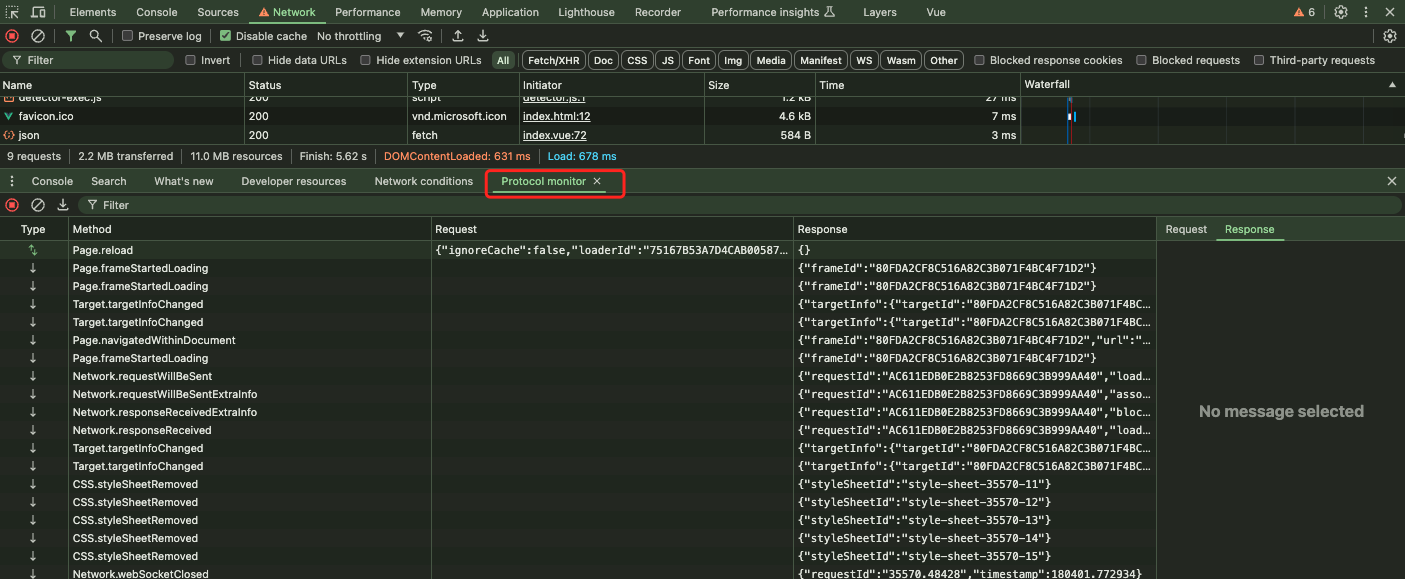 Elements Console Sources Network Performance Memory Application Lighthouse Recorder Performance insights Layers Vue 6
Preserve log Disable cache No throttling
Filter Invert Hide data URLs Hide extension URLs All Fetch/XHR Doc CSS JS Font Img Media Manifest WS Wasm Other Blocked response cookies Blocked requests Third-party requests
Name Status Type Initiator Size Time Waterfall
detector-exec.js 200 script detector.js:1 1.2 kB 27 ms
favicon.ico 200 vnd.microsoft.icon index.html:12 4.6 kB 7 ms
json 200 fetch index.vue:72 584 B 3 ms
9 requests 2.2 MB transferred 11.0 MB resources Finish: 5.62 s DOMContentLoaded: 631 ms Load: 678 ms
Console Search What's new Developer resources Network conditions Protocol monitor
Filter
Type Method Request Response Request Response
Page.reload {"ignoreCache":false,"loaderId":"75167B53A7D4CAB00587... {}
Page.frameStartedLoading {"frameId":"80FDA2CF8C516A82C3B071F4BC4F71D2"}
Page.frameStartedLoading {"frameId":"80FDA2CF8C516A82C3B071F4BC4F71D2"}
Target.targetInfoChanged {"targetInfo":{"targetId":"80FDA2CF8C516A82C3B071F4BC...
Target.targetInfoChanged {"targetInfo":{"targetId":"80FDA2CF8C516A82C3B071F4BC...
Page.navigatedWithinDocument {"frameId":"80FDA2CF8C516A82C3B071F4BC4F71D2","url":"...
Page.frameStartedLoading {"frameId":"80FDA2CF8C516A82C3B071F4BC4F71D2"}
Network.requestWillBeSent {"requestId":"AC611EDB0E2B8253FD8669C3B999AA40","load...
Network.requestWillBeSentExtraInfo {"requestId":"AC611EDB0E2B8253FD8669C3B999AA40","asso...
Network.responseReceivedExtraInfo {"requestId":"AC611EDB0E2B8253FD8669C3B999AA40","bloc...
No message selected
Network.responseReceived {"requestId":"AC611EDB0E2B8253FD8669C3B999AA40","load...
Target.targetInfoChanged {"targetInfo":{"targetId":"80FDA2CF8C516A82C3B071F4BC...
Target.targetInfoChanged {"targetInfo":{"targetId":"80FDA2CF8C516A82C3B071F4BC...
CSS.styleSheetRemoved {"styleSheetId":"style-sheet-35570-11"}
CSS.styleSheetRemoved {"styleSheetId":"style-sheet-35570-12"}
CSS.styleSheetRemoved {"styleSheetId":"style-sheet-35570-13"}
CSS.styleSheetRemoved {"styleSheetId":"style-sheet-35570-14"}
CSS.styleSheetRemoved {"styleSheetId":"style-sheet-35570-15"}
Network.webSocketClosed {"requestId":"35570.48428","timestamp":180401.772934}